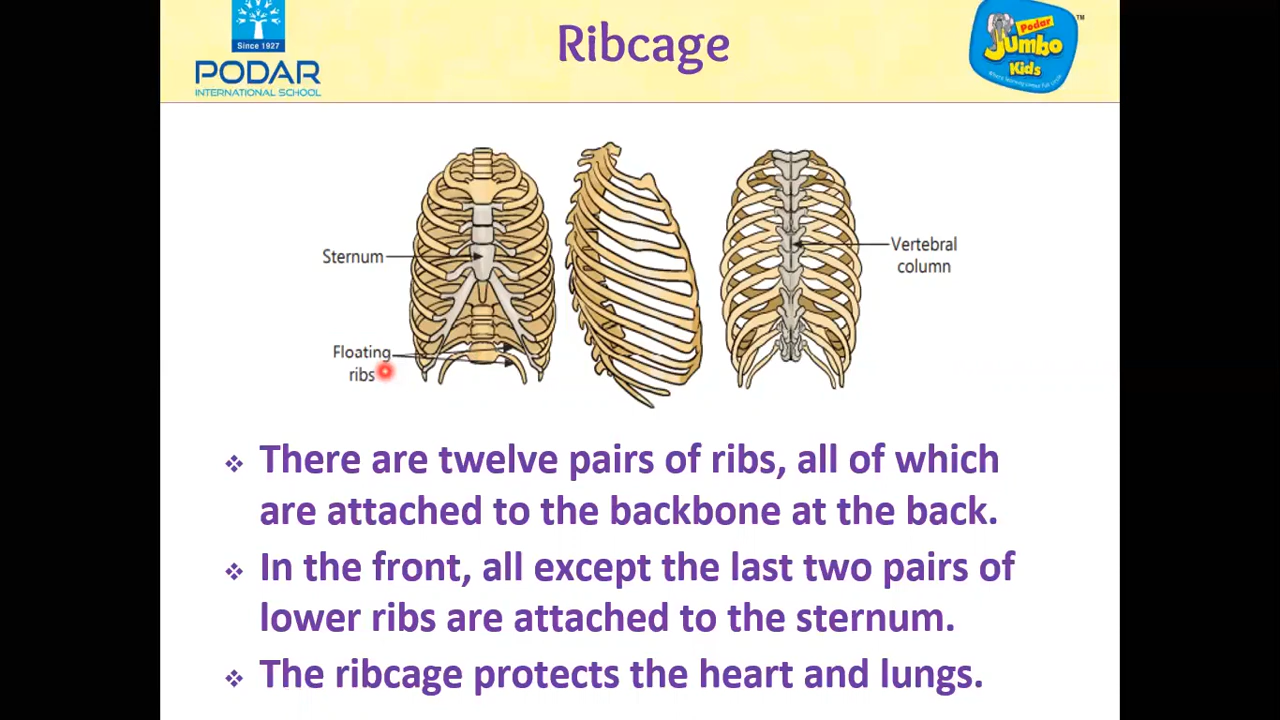 Since 1927
PODAR
INTERNATIONAL SCHOOL
Ribcage
Podar
Jumbo
Kids
TM
Sternum
Floating
ribs
Vertebral
column
❖ There are twelve pairs of ribs, all of which
are attached to the backbone at the back.
❖ In the front, all except the last two pairs of
lower ribs are attached to the sternum.
❖ The ribcage protects the heart and lungs.